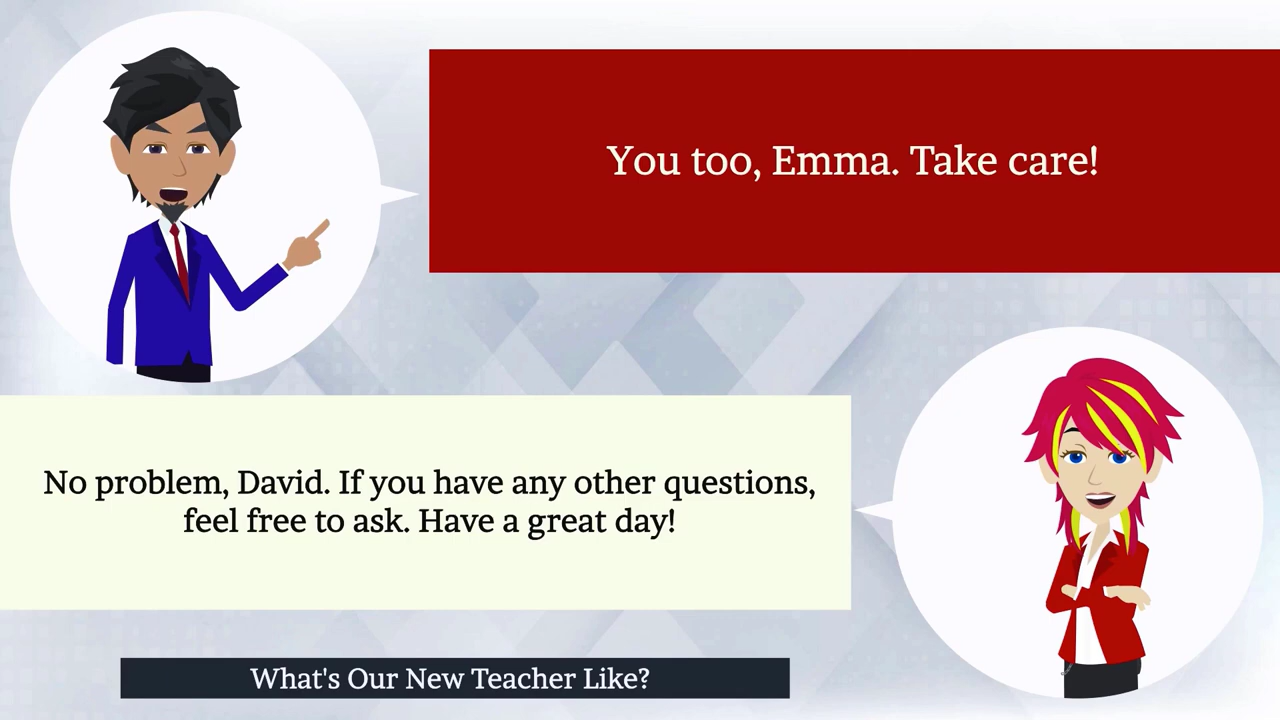 You too, Emma. Take care!
No problem, David. If you have any other questions,
feel free to ask. Have a great day!
What's Our New Teacher Like?